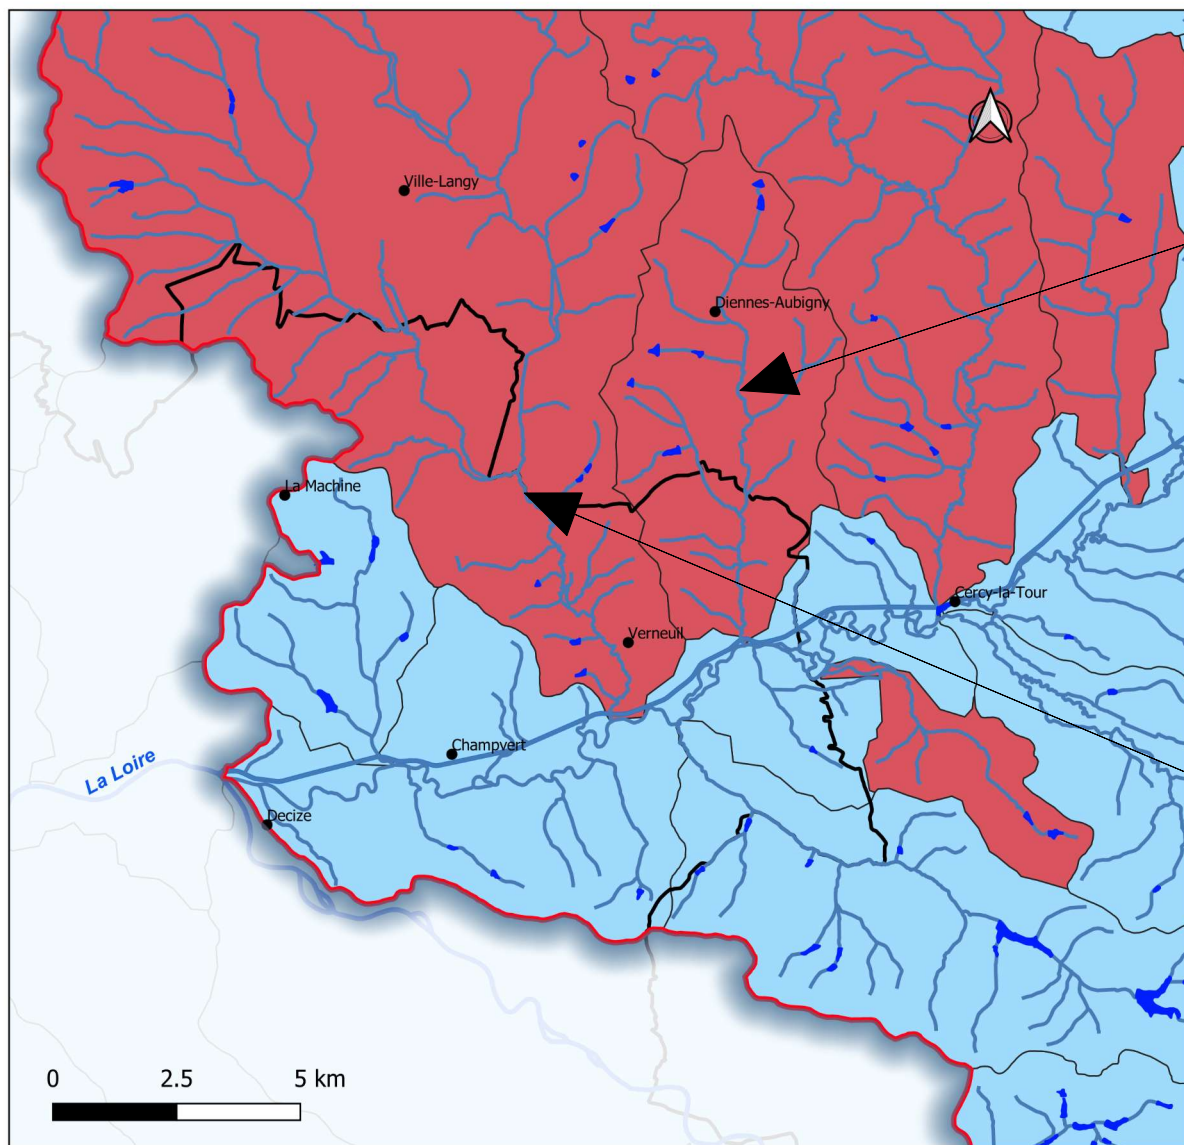 Ville-Langy
Diennes-Aubigny
La Machine
Cercy-la-Tour
Verneuil
Champvert
La Loire
Decize
0 2.5 5 km